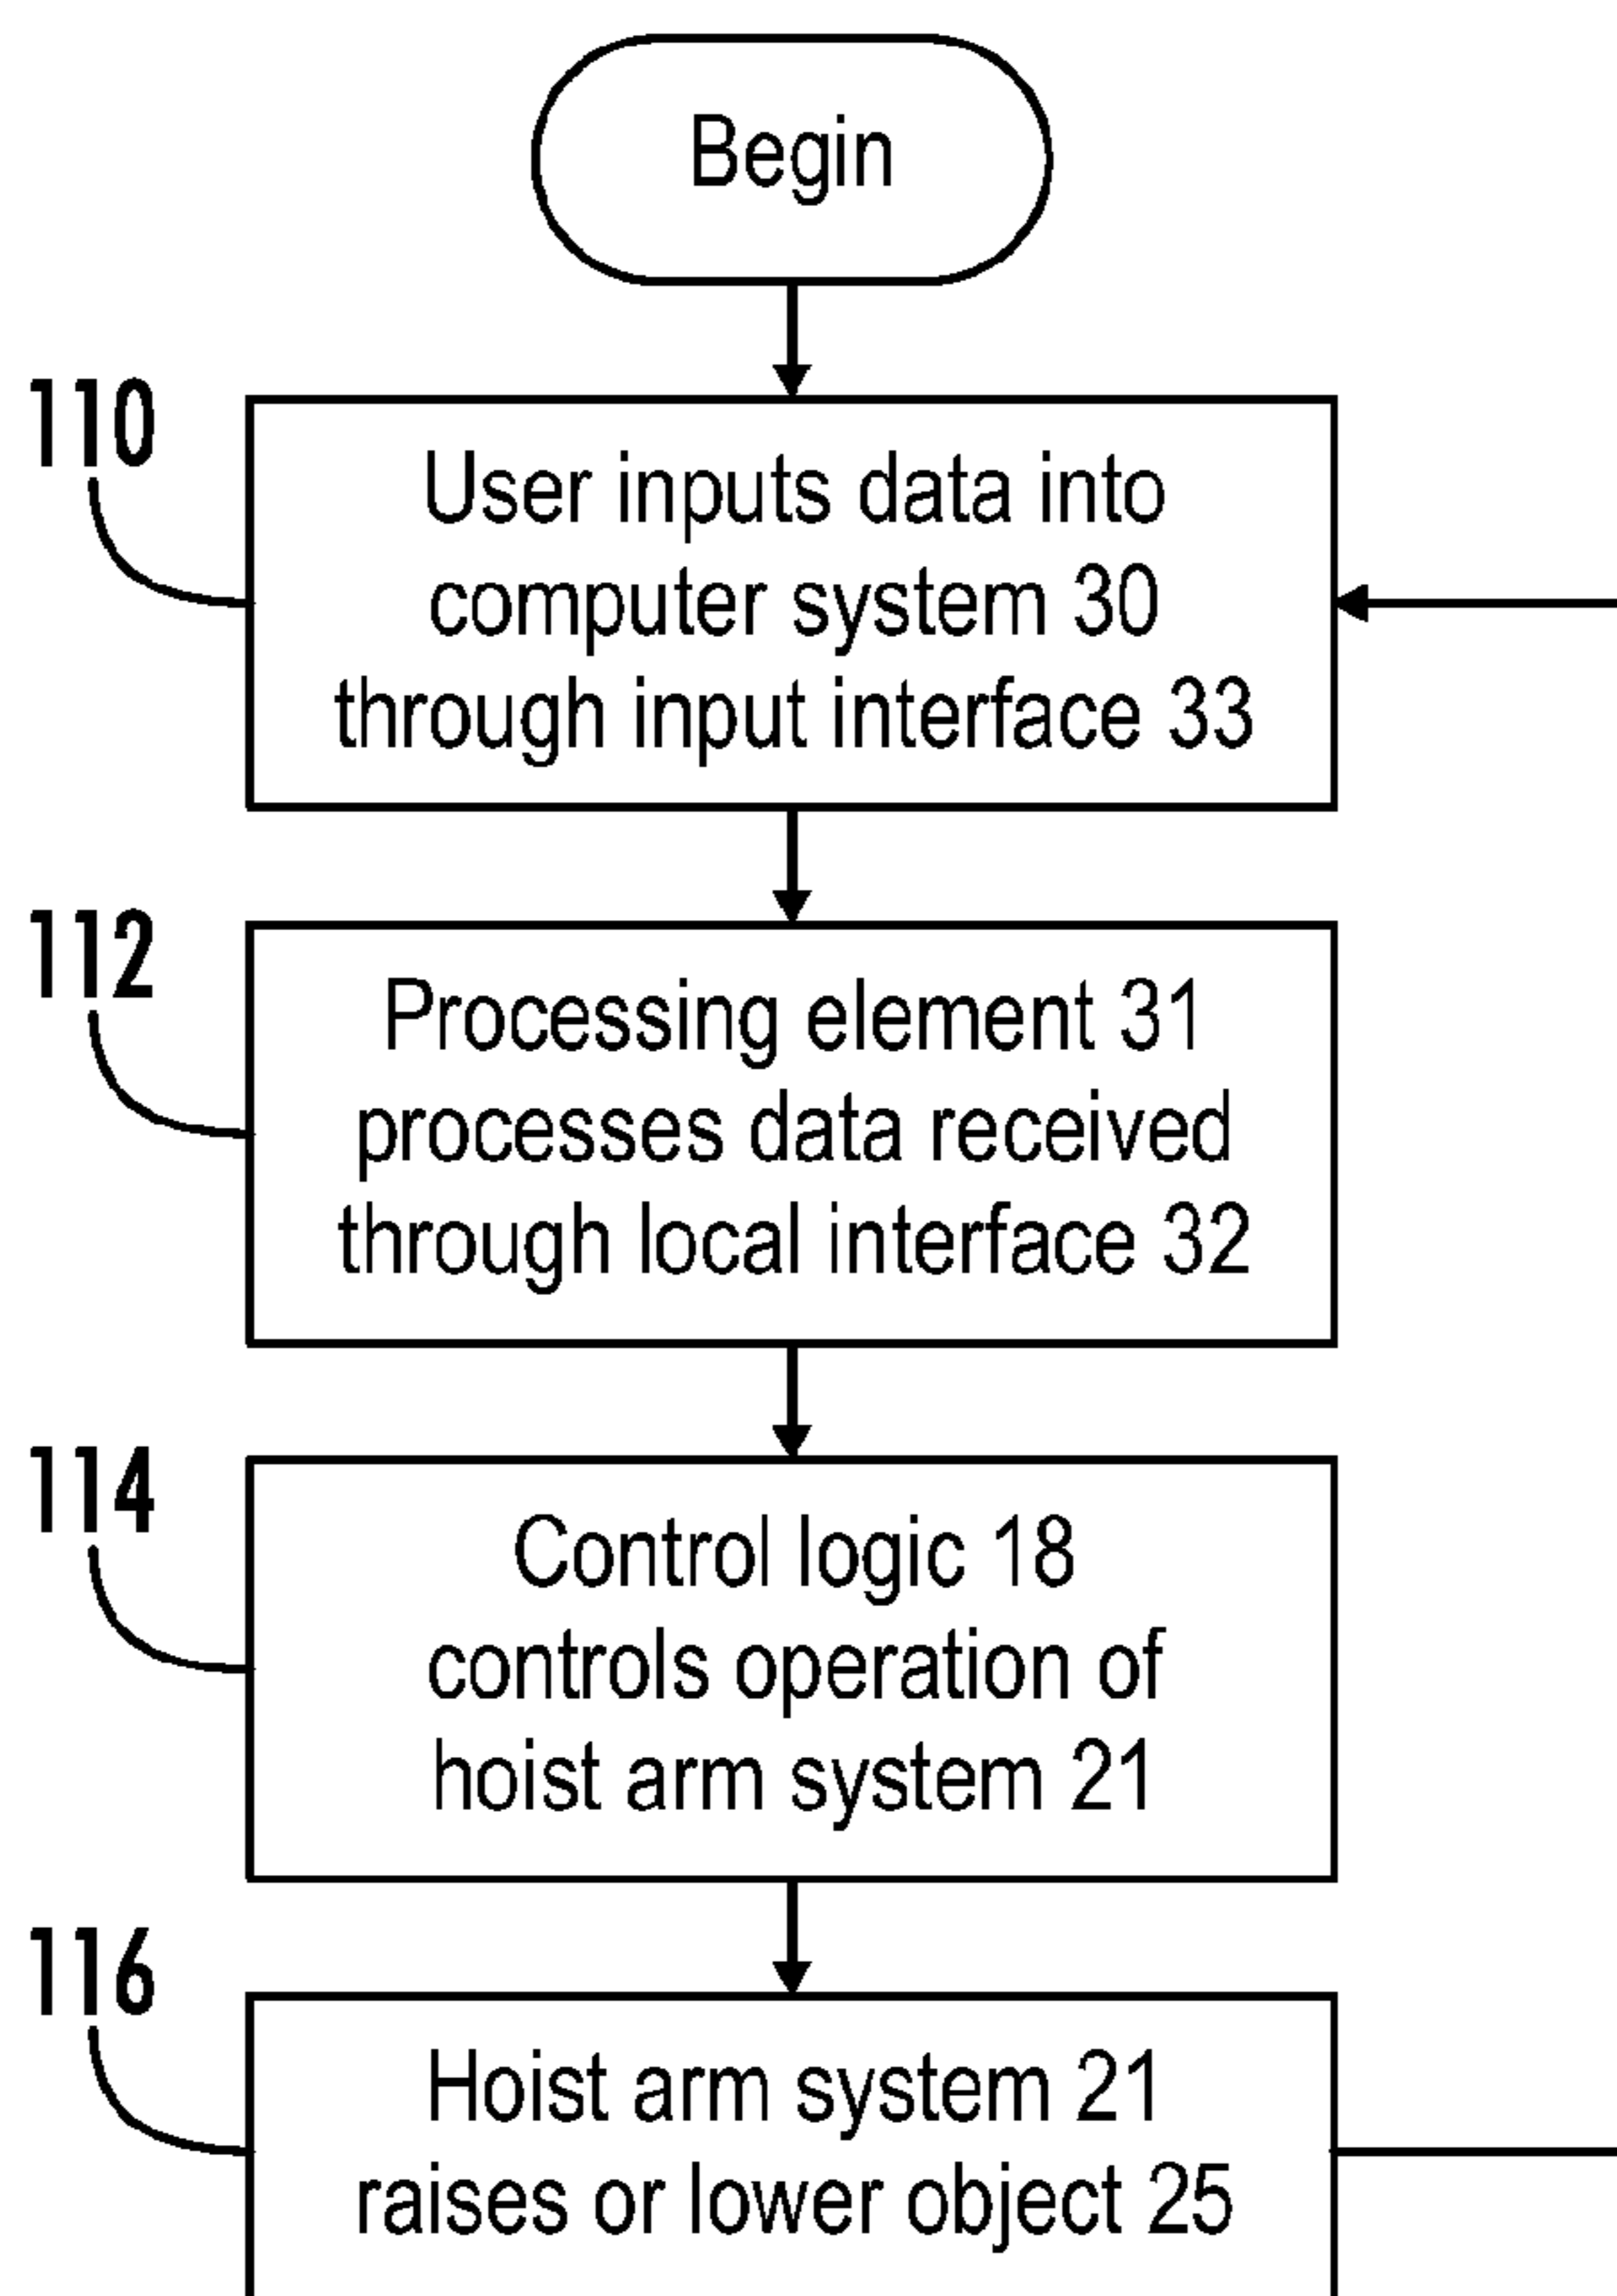 Begin
110
User inputs data into
computer system 30
through input interface 33
112
Processing element 31
processes data received
through local interface 32
114
Control logic 18
controls operation of
hoist arm system 21
116
Hoist arm system 21
raises or lower object 25